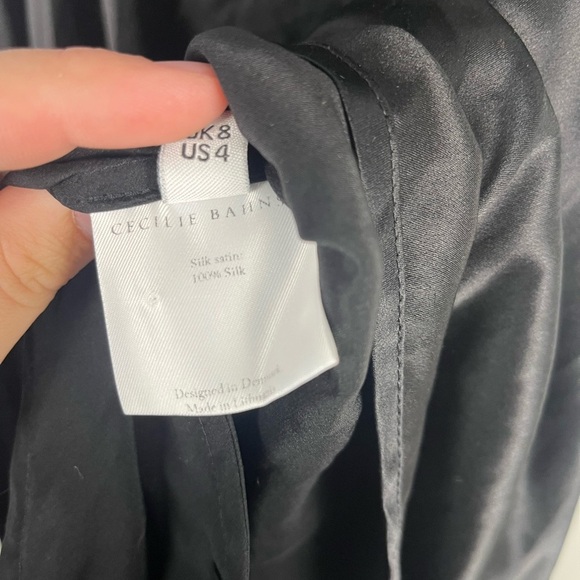 UK8
US4
CECILIE BAHN
Silk satin:
100% Silk
Designed in Denmark
Made in Lithuania